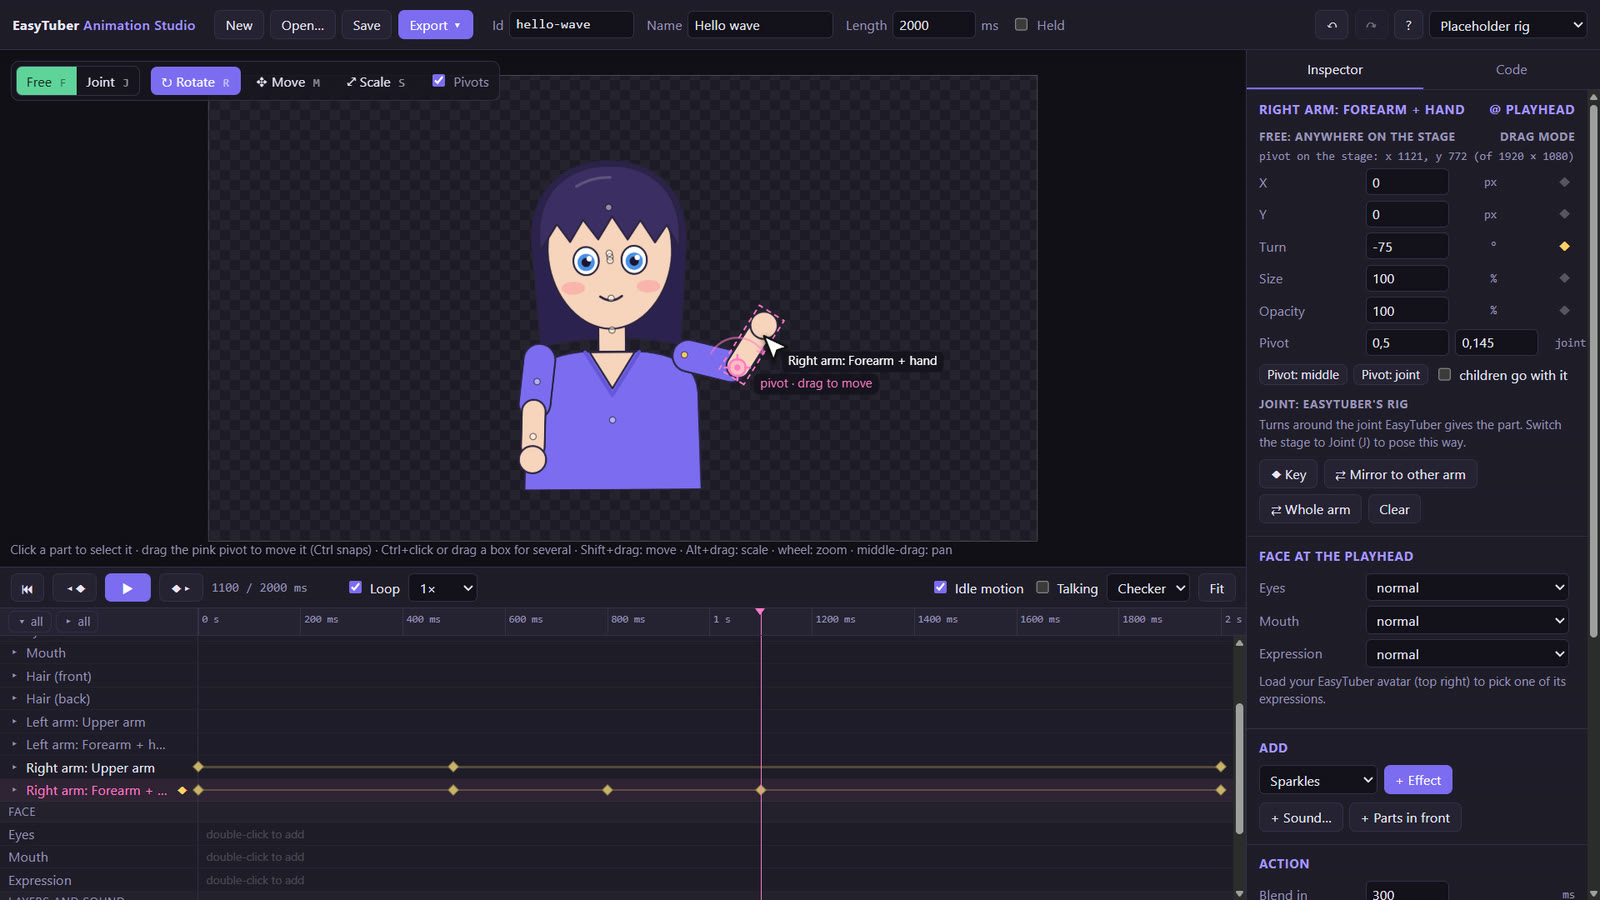 EasyTuber Animation Studio New Open... Save Export ▾ Id hello-wave Name Hello wave Length 2000 ms Held ? Placeholder rig
Free F Joint J Rotate R Move M Scale S Pivots
Right arm: Forearm + hand
pivot · drag to move
Click a part to select it · drag the pink pivot to move it (Ctrl snaps) · Ctrl+click or drag a box for several · Shift+drag: move · Alt+drag: scale · wheel: zoom · middle-drag: pan
1100 / 2000 ms Loop 1× Idle motion Talking Checker Fit
all all 0 s 200 ms 400 ms 600 ms 800 ms 1 s 1200 ms 1400 ms 1600 ms 1800 ms 2 s
Mouth
Hair (front)
Hair (back)
Left arm: Upper arm
Left arm: Forearm + h...
Right arm: Upper arm
Right arm: Forearm + ...
FACE
Eyes double-click to add
Mouth double-click to add
Expression double-click to add
LAYERS AND SOUND
Inspector Code
RIGHT ARM: FOREARM + HAND @ PLAYHEAD
FREE: ANYWHERE ON THE STAGE DRAG MODE
pivot on the stage: x 1121, y 772 (of 1920 × 1080)
X 0 px
Y 0 px
Turn -75 °
Size 100 %
Opacity 100 %
Pivot 0,5 0,145 joint
Pivot: middle Pivot: joint children go with it
JOINT: EASYTUBER'S RIG
Turns around the joint EasyTuber gives the part. Switch
the stage to Joint (J) to pose this way.
Key Mirror to other arm
Whole arm Clear
FACE AT THE PLAYHEAD
Eyes normal
Mouth normal
Expression normal
Load your EasyTuber avatar (top right) to pick one of its
expressions.
ADD
Sparkles + Effect
+ Sound... + Parts in front
ACTION
Blend in 300 ms